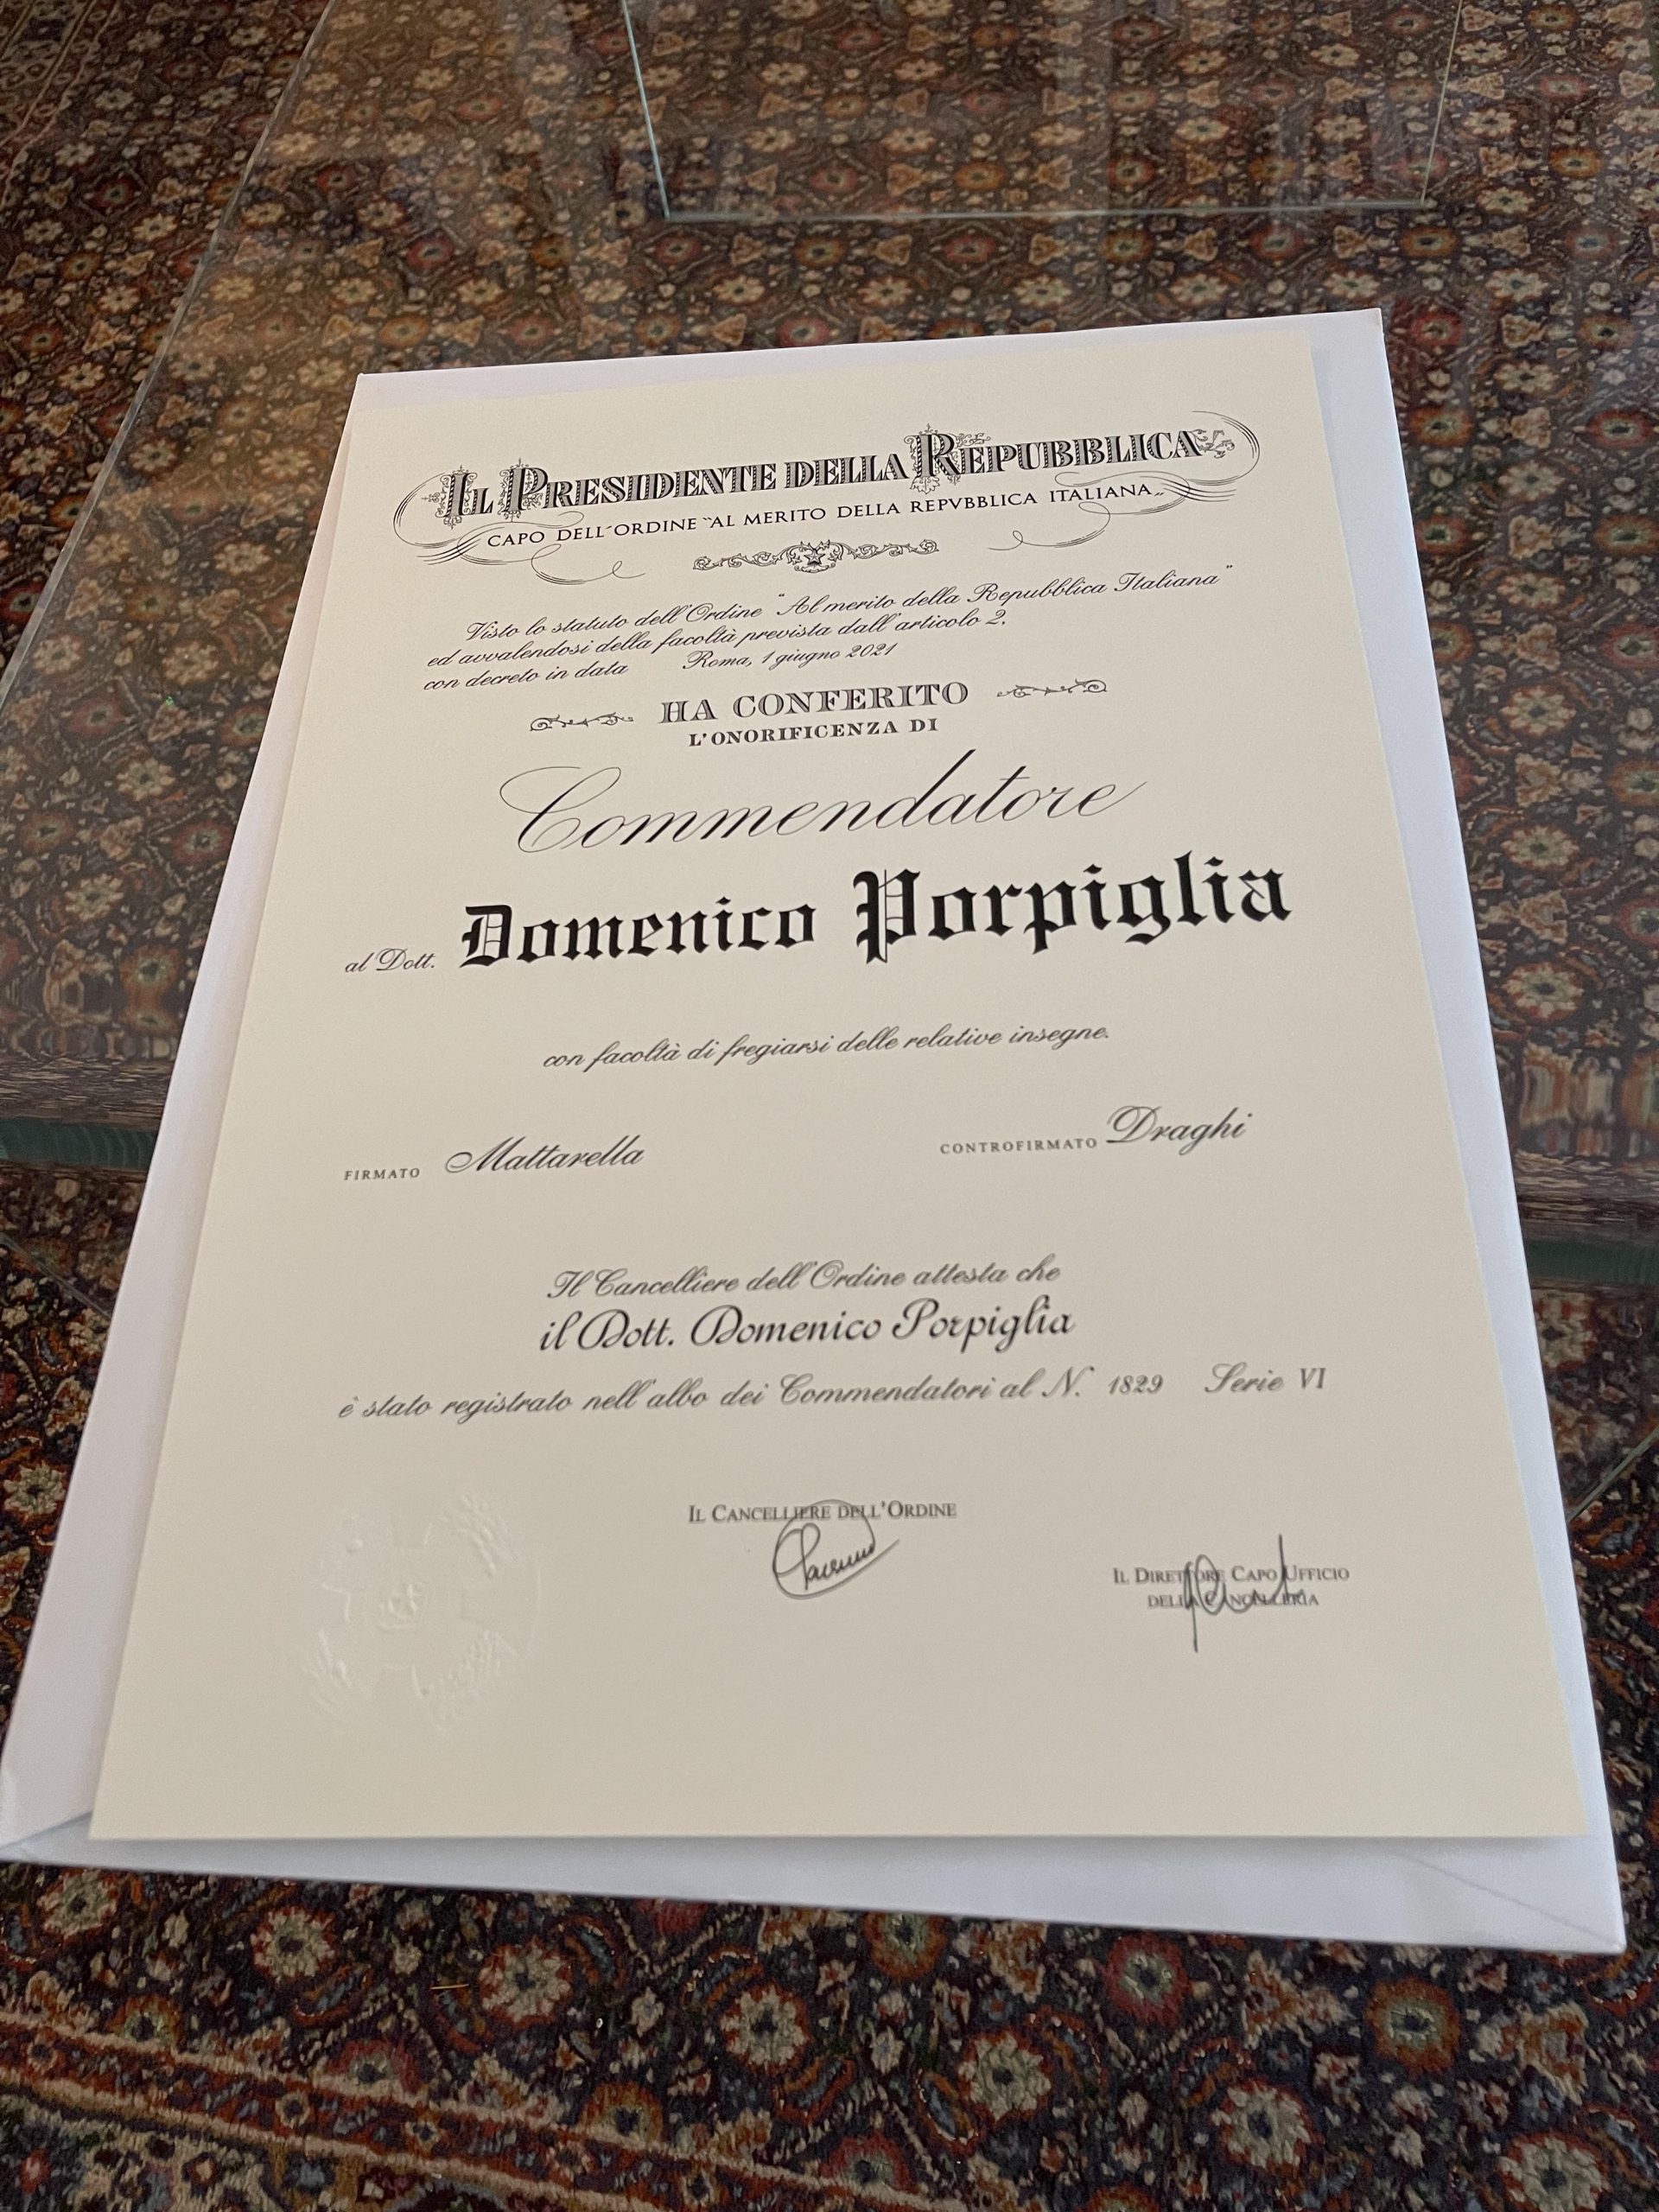 IL PRESIDENTE DELLA REPUBBLICA
CAPO DELL'ORDINE "AL MERITO DELLA REPVBBLICA ITALIANA"
Visto lo statuto dell'Ordine "Al merito della Repubblica Italiana"
ed avvalendosi della facoltà prevista dall'articolo 2,
con decreto in data Roma, 1 giugno 2021
HA CONFERITO
L'ONORIFICENZA DI
Commendatore
al Dott. Domenico Porpiglia
con facoltà di fregiarsi delle relative insegne.
FIRMATO Mattarella CONTROFIRMATO Draghi
Il Cancelliere dell'Ordine attesta che
il Dott. Domenico Porpiglia
è stato registrato nell'albo dei Commendatori al N. 1829 Serie VI
IL CANCELLIERE DELL'ORDINE
IL DIRETTORE CAPO UFFICIO
DELLA CANCELLERIA